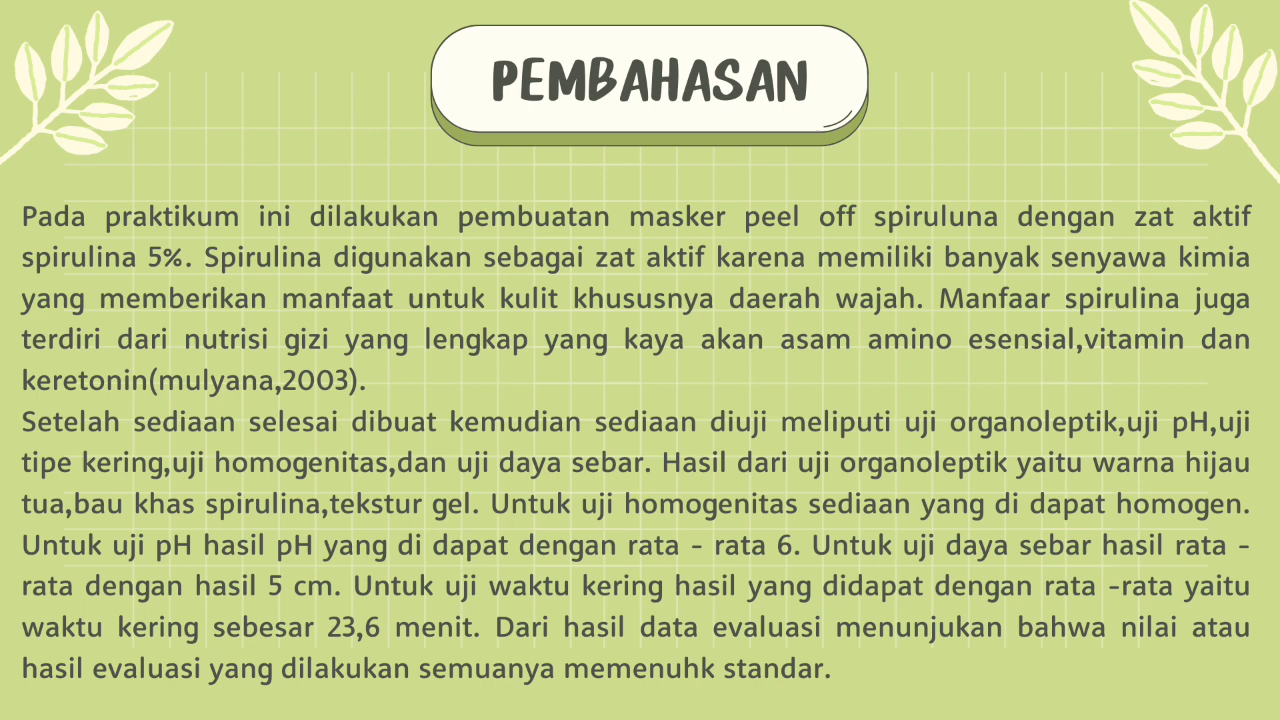 PEMBAHASAN
Pada praktikum ini dilakukan pembuatan masker peel off spiruluna dengan zat aktif
spirulina 5%. Spirulina digunakan sebagai zat aktif karena memiliki banyak senyawa kimia
yang memberikan manfaat untuk kulit khususnya daerah wajah. Manfaar spirulina juga
terdiri dari nutrisi gizi yang lengkap yang kaya akan asam amino esensial,vitamin dan
keretonin(mulyana,2003).
Setelah sediaan selesai dibuat kemudian sediaan diuji meliputi uji organoleptik,uji pH,uji
tipe kering,uji homogenitas,dan uji daya sebar. Hasil dari uji organoleptik yaitu warna hijau
tua,bau khas spirulina,tekstur gel. Untuk uji homogenitas sediaan yang di dapat homogen.
Untuk uji pH hasil pH yang di dapat dengan rata - rata 6. Untuk uji daya sebar hasil rata -
rata dengan hasil 5 cm. Untuk uji waktu kering hasil yang didapat dengan rata -rata yaitu
waktu kering sebesar 23,6 menit. Dari hasil data evaluasi menunjukan bahwa nilai atau
hasil evaluasi yang dilakukan semuanya memenuhk standar.